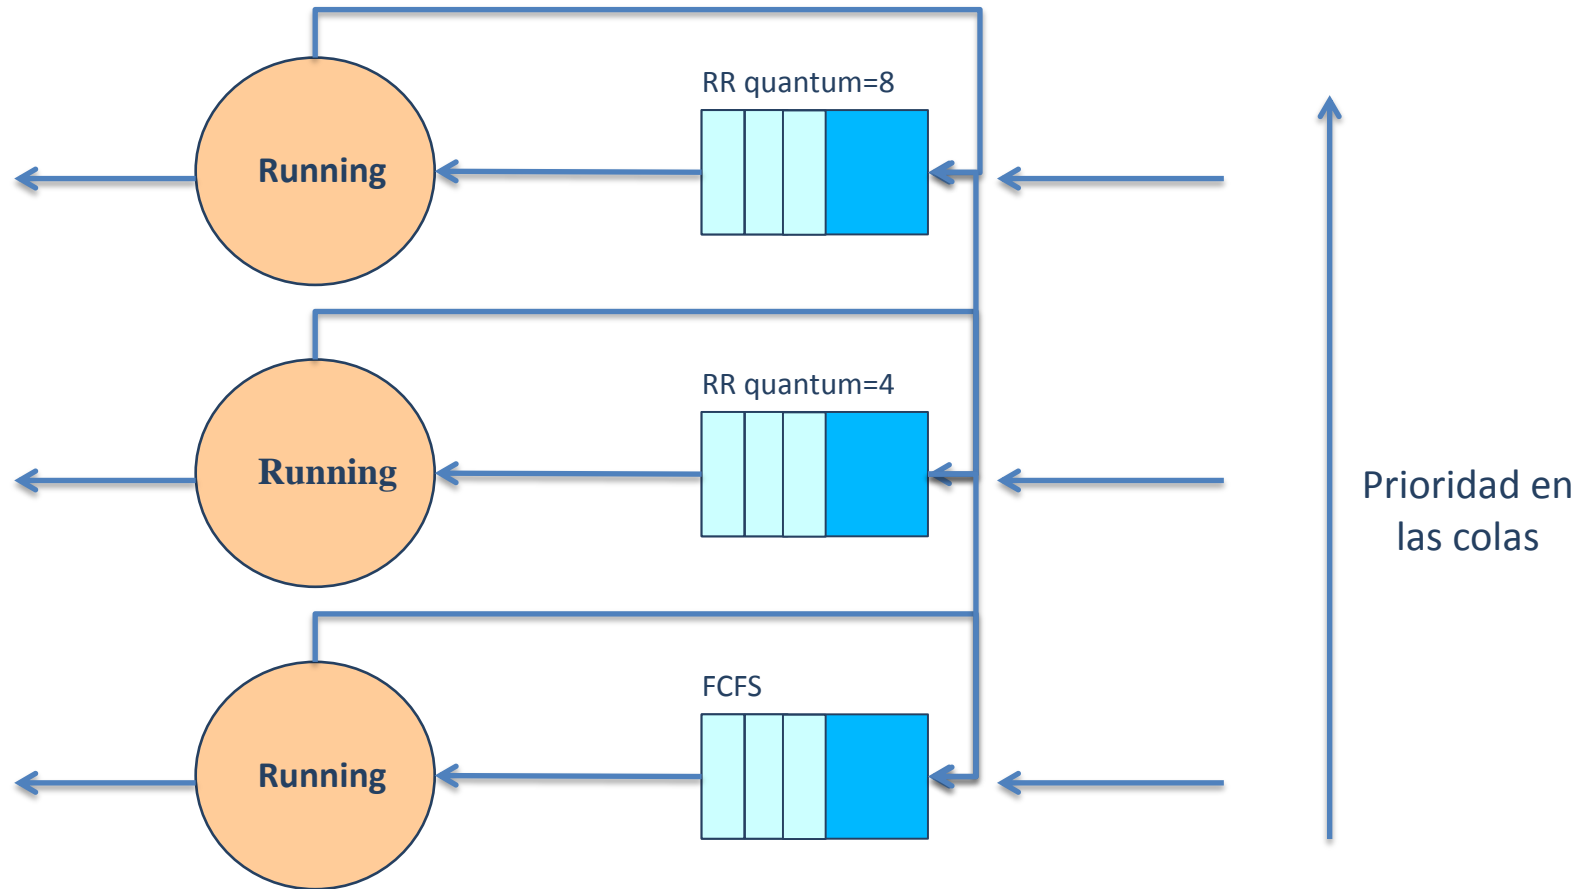 RR quantum=8
Running
RR quantum=4
Running
Prioridad en
las colas
FCFS
Running